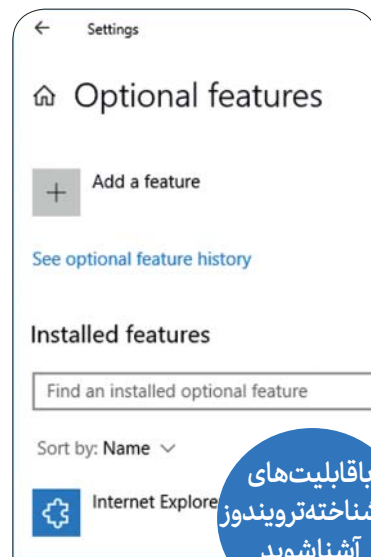 Settings
Optional features
Add a feature
See optional feature history
Installed features
Find an installed optional feature
Sort by: Name
Internet Explore
باقابلیت‌های
شناخته‌ترویندوز
آشناشوید